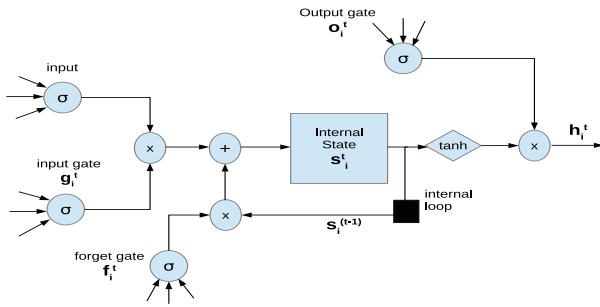 Output gate
o_i^t
input
σ
σ
input gate
g_i^t
σ
×
+
Internal
State
s_i^t
tanh
×
h_i^t
internal
loop
s_i^(t-1)
×
forget gate
f_i^t
σ